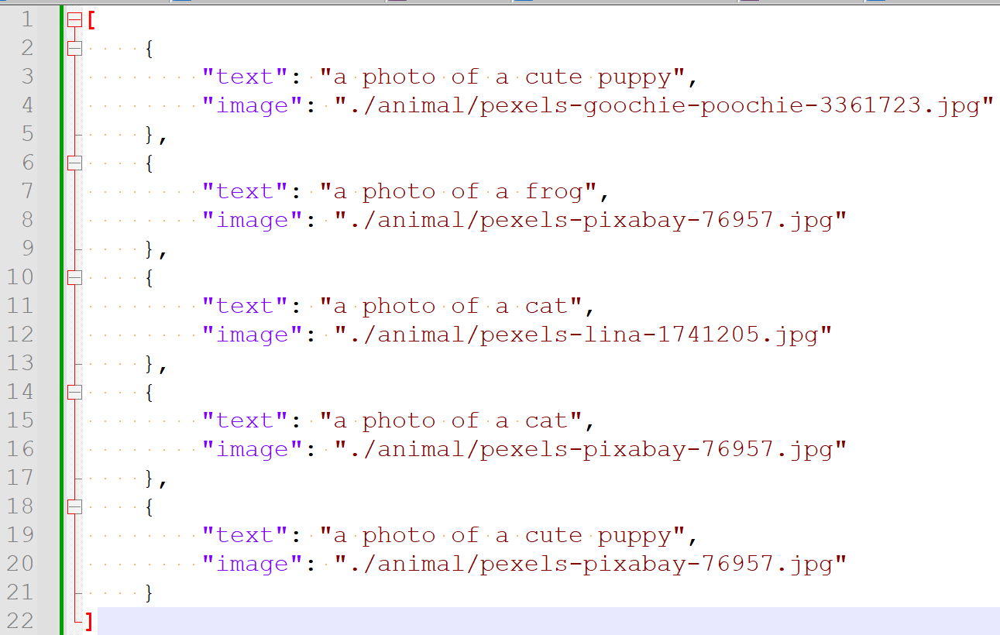 1 [
2 {
3 "text": "a photo of a cute puppy",
4 "image": "./animal/pexels-goochie-poochie-3361723.jpg"
5 },
6 {
7 "text": "a photo of a frog",
8 "image": "./animal/pexels-pixabay-76957.jpg"
9 },
10 {
11 "text": "a photo of a cat",
12 "image": "./animal/pexels-lina-1741205.jpg"
13 },
14 {
15 "text": "a photo of a cat",
16 "image": "./animal/pexels-pixabay-76957.jpg"
17 },
18 {
19 "text": "a photo of a cute puppy",
20 "image": "./animal/pexels-pixabay-76957.jpg"
21 }
22 ]